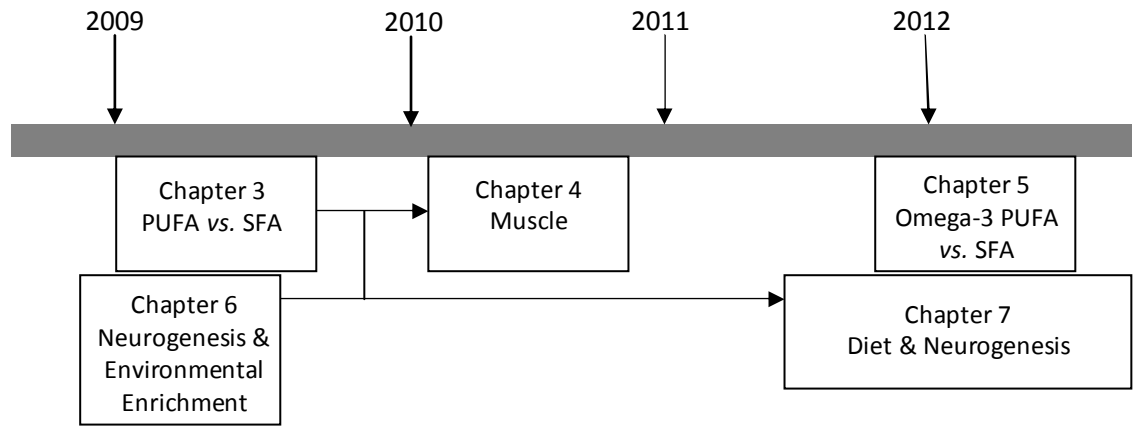 2009
2010
2011
2012
Chapter 3
PUFA vs. SFA
Chapter 4
Muscle
Chapter 5
Omega-3 PUFA
vs. SFA
Chapter 6
Neurogenesis &
Environmental
Enrichment
Chapter 7
Diet & Neurogenesis